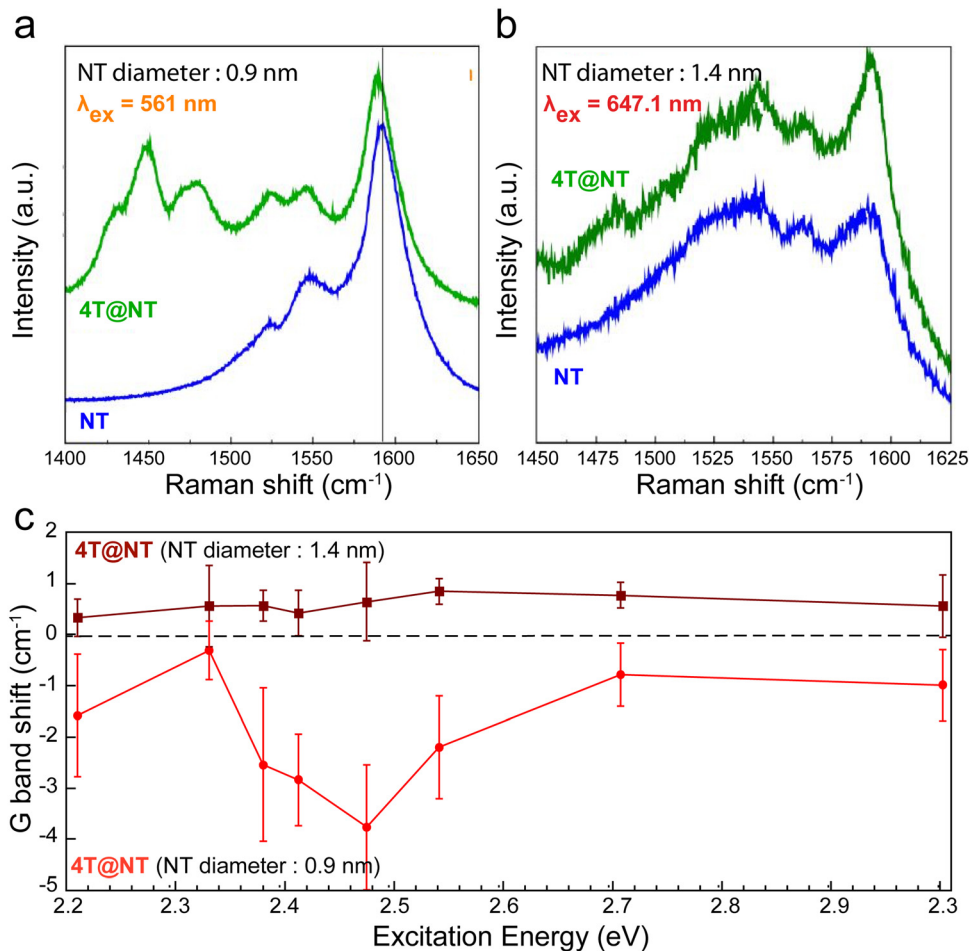 a
NT diameter : 0.9 nm
λex = 561 nm
4T@NT
NT
Intensity (a.u.)
1400 1450 1500 1550 1600 1650
Raman shift (cm-1)
b
NT diameter : 1.4 nm
λex = 647.1 nm
4T@NT
NT
Intensity (a.u.)
1450 1475 1500 1525 1550 1575 1600 1625
Raman shift (cm-1)
c
4T@NT (NT diameter : 1.4 nm)
4T@NT (NT diameter : 0.9 nm)
G band shift (cm-1)
2
1
0
-1
-2
-3
-4
-5
2.2 2.3 2.4 2.5 2.6 2.7 2.8 2.9 2.3
Excitation Energy (eV)